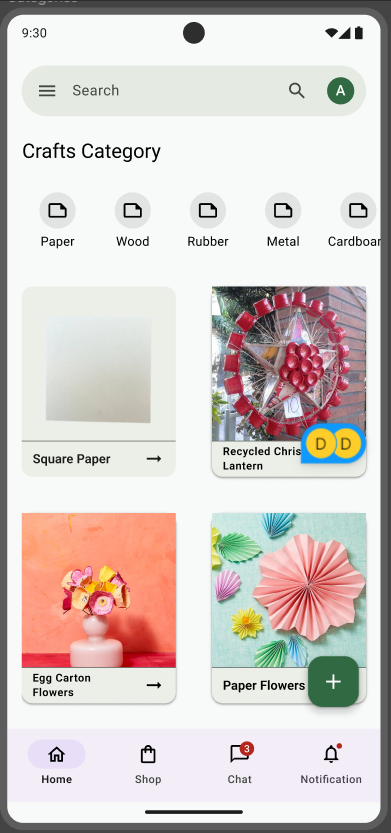 9:30
Search
A
Crafts Category
Paper
Wood
Rubber
Metal
Cardboar
Square Paper
Recycled Chris
Lantern
D D
10
Egg Carton
Flowers
Paper Flowers
Home
Shop
3
Chat
Notification